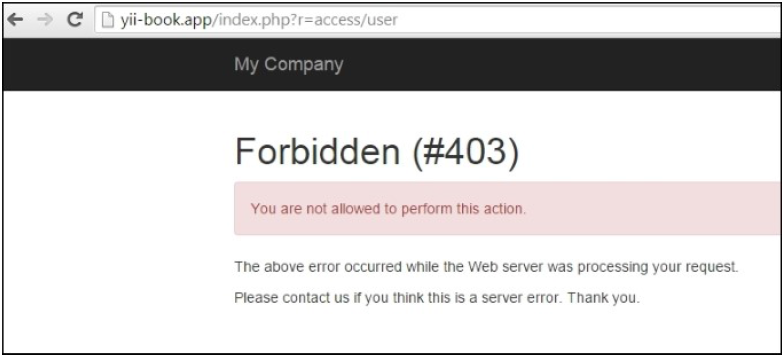 yii-book.app/index.php?r=access/user
My Company
Forbidden (#403)
You are not allowed to perform this action.
The above error occurred while the Web server was processing your request.
Please contact us if you think this is a server error. Thank you.